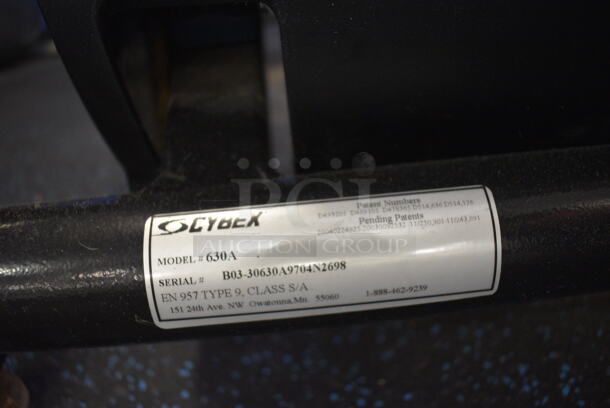 CYBEX
Patent Numbers
Pending Patents
MODEL # 630A
SERIAL # B03-30630A9704N2698
EN 957 TYPE 9, CLASS S/A
151 24th Ave. NW Owatonna,Mn. 55060 1-888-462-9239
AUCTION GROUP